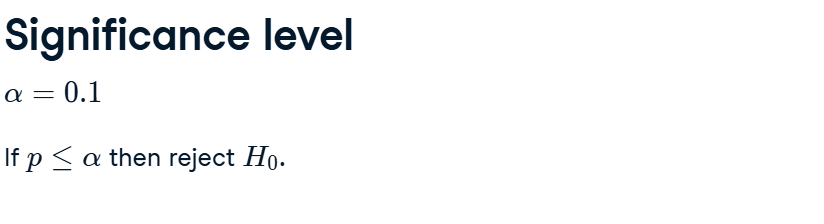 Significance level
α = 0.1
If p ≤ α then reject H₀.